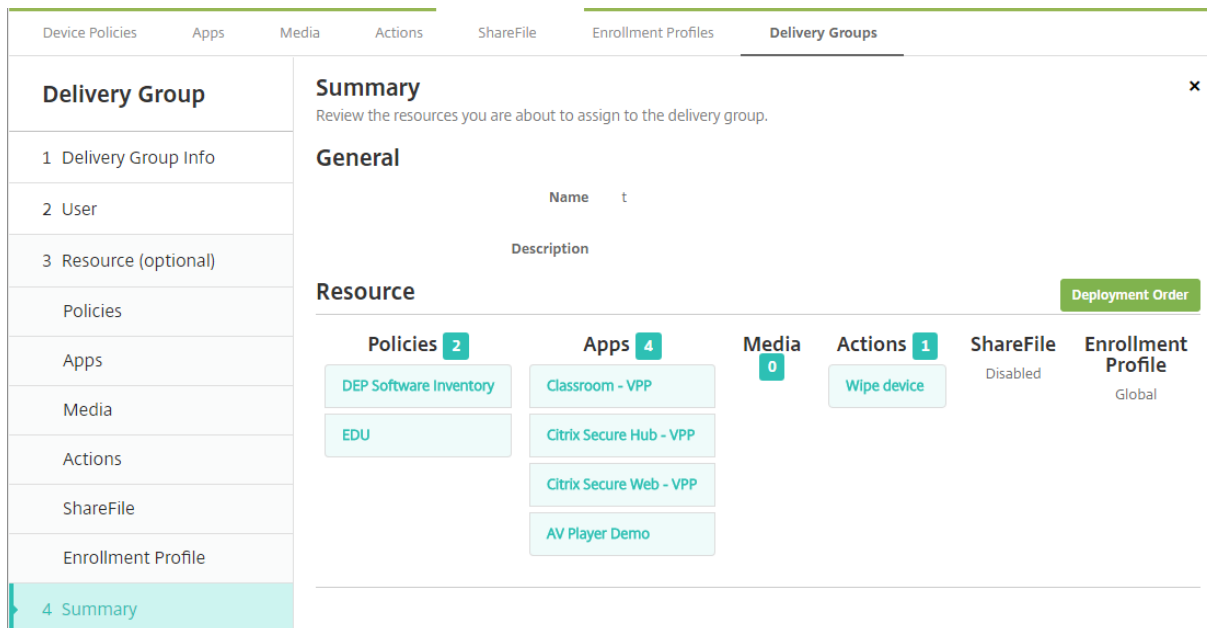 Device Policies Apps Media Actions ShareFile Enrollment Profiles Delivery Groups
Delivery Group
1 Delivery Group Info
2 User
3 Resource (optional)
Policies
Apps
Media
Actions
ShareFile
Enrollment Profile
4 Summary
Summary
×
Review the resources you are about to assign to the delivery group.
General
Name t
Description
Resource
Deployment Order
Policies 2
DEP Software Inventory
EDU
Apps 4
Classroom - VPP
Citrix Secure Hub - VPP
Citrix Secure Web - VPP
AV Player Demo
Media
0
Actions 1
Wipe device
ShareFile
Disabled
Enrollment
Profile
Global